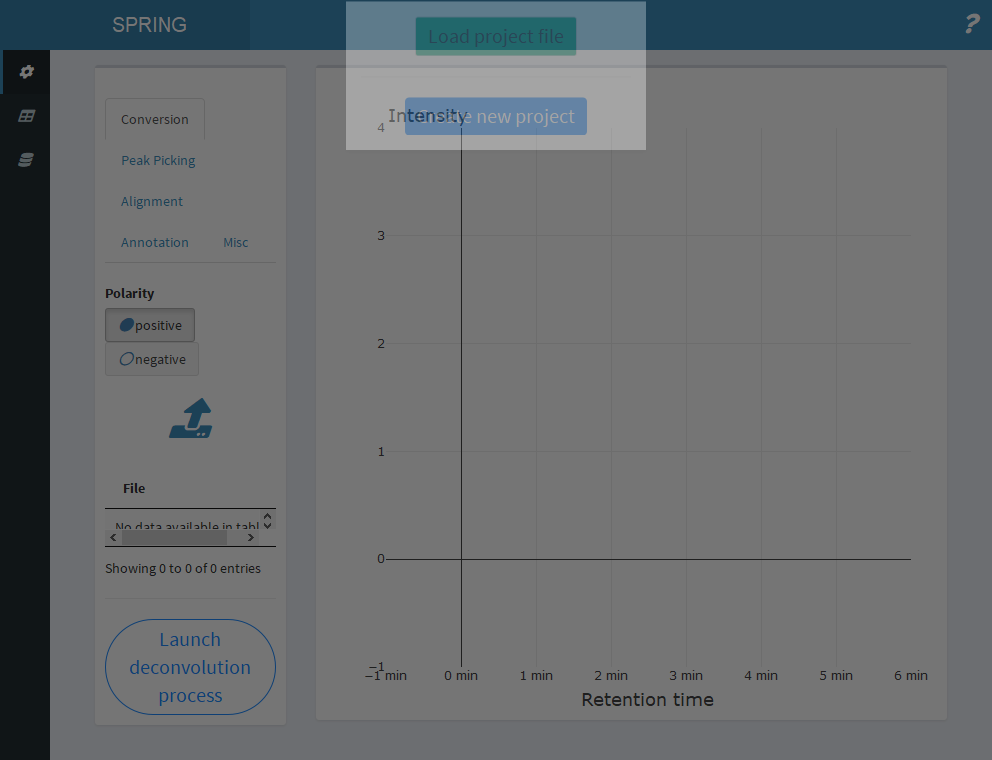 SPRING
?
Load project file
Create new project
Conversion
Peak Picking
Alignment
Annotation Misc
Polarity
positive
negative
File
No data available in tabl
Showing 0 to 0 of 0 entries
Launch
deconvolution
process
Intensity
4
3
2
1
0
−1
−1 min 0 min 1 min 2 min 3 min 4 min 5 min 6 min
Retention time